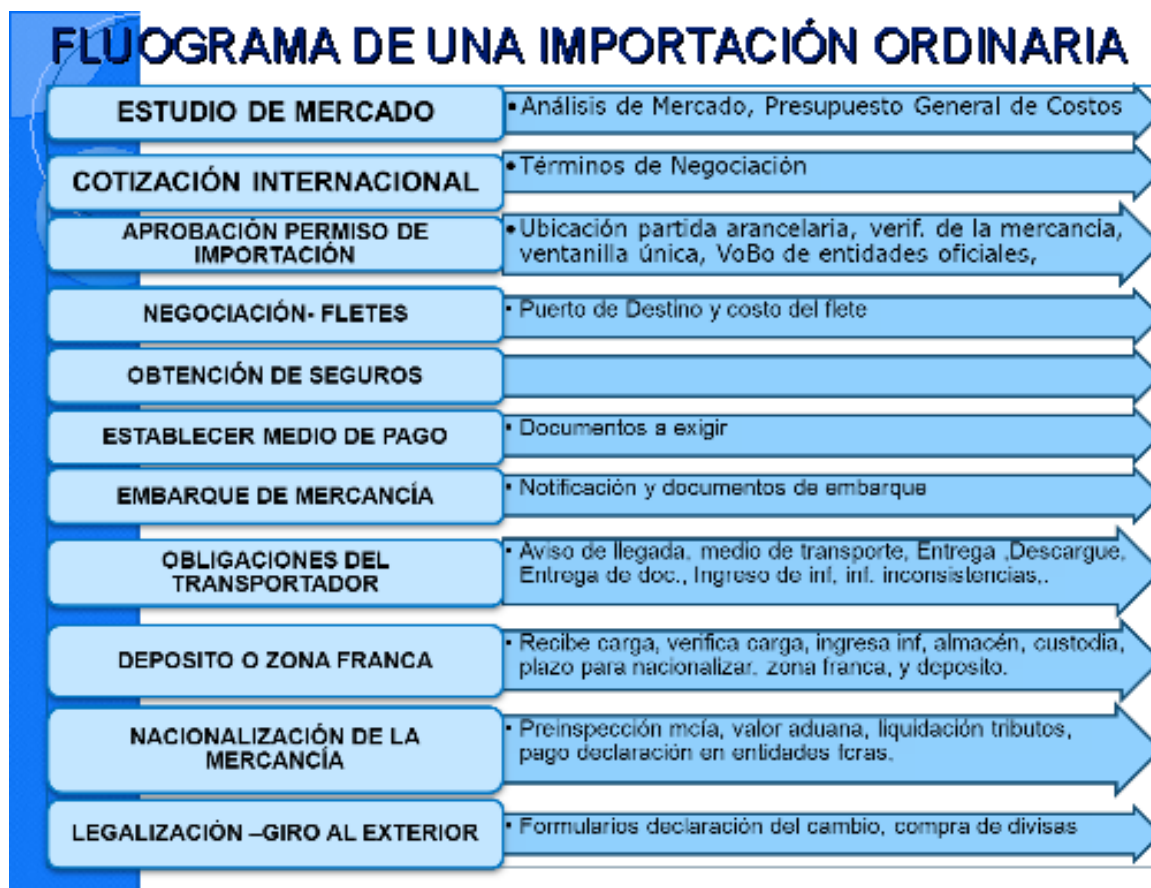 FLUOGRAMA DE UNA IMPORTACIÓN ORDINARIA
ESTUDIO DE MERCADO
•Análisis de Mercado, Presupuesto General de Costos
COTIZACIÓN INTERNACIONAL
•Términos de Negociación
APROBACIÓN PERMISO DE
IMPORTACIÓN
•Ubicación partida arancelaria, verif. de la mercancia,
ventanilla única, VoBo de entidades oficiales,
NEGOCIACIÓN- FLETES
• Puerto de Destino y costo del flete
OBTENCIÓN DE SEGUROS
ESTABLECER MEDIO DE PAGO
• Documentos a exigir
EMBARQUE DE MERCANCÍA
• Notificación y documentos de embarque
OBLIGACIONES DEL
TRANSPORTADOR
• Aviso de llegada, medio de transporte, Entrega ,Descargue,
Entrega de doc., Ingreso de inf, inf. inconsistencias,.
DEPOSITO O ZONA FRANCA
• Recibe carga, verifica carga, ingresa inf, almacén, custodia,
plazo para nacionalizar, zona franca, y deposito.
NACIONALIZACIÓN DE LA
MERCANCÍA
• Preinspección mcía, valor aduana, liquidación tributos,
pago declaración en entidades fcras,
LEGALIZACIÓN –GIRO AL EXTERIOR
• Formularios declaración del cambio, compra de divisas